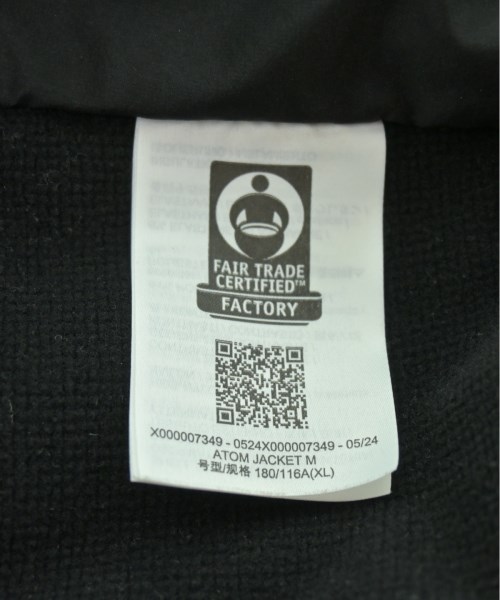 FAIR TRADE
CERTIFIED™
FACTORY
X000007349 - 0524X000007349 - 05/24
ATOM JACKET M
号型/规格 180/116A(XL)